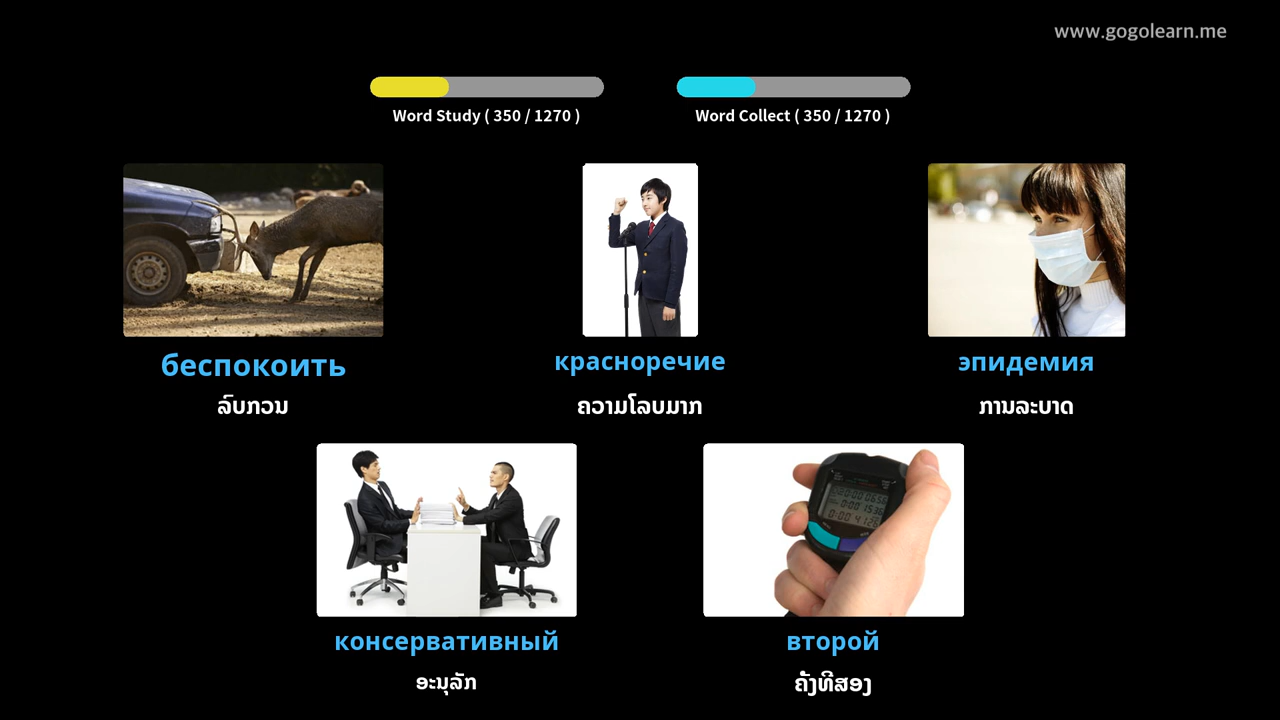 www.gogolearn.me
Word Study ( 350 / 1270 )
Word Collect ( 350 / 1270 )
беспокоить
ລົບກວນ
красноречие
ຄວາມໂລບມາກ
эпидемия
ການລະບາດ
консервативный
ອະນຸລັກ
второй
ຄັ້ງທີສອງ